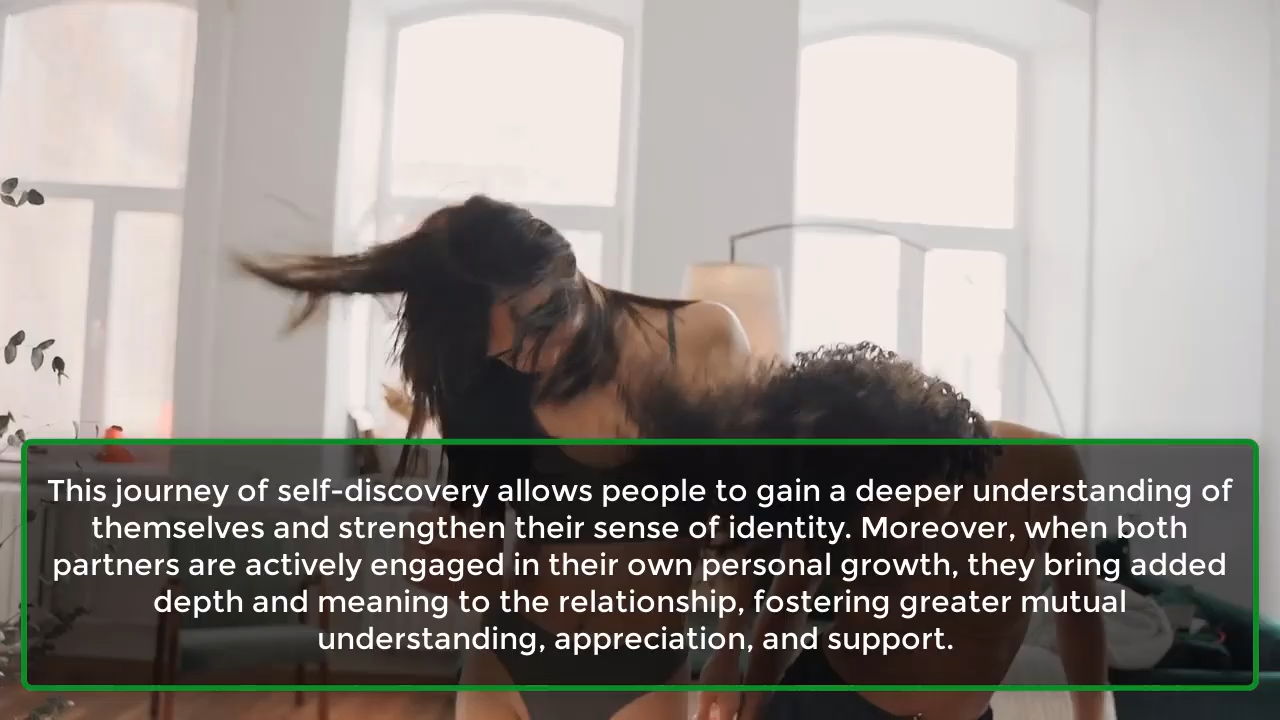 This journey of self-discovery allows people to gain a deeper understanding of
themselves and strengthen their sense of identity. Moreover, when both
partners are actively engaged in their own personal growth, they bring added
depth and meaning to the relationship, fostering greater mutual
understanding, appreciation, and support.